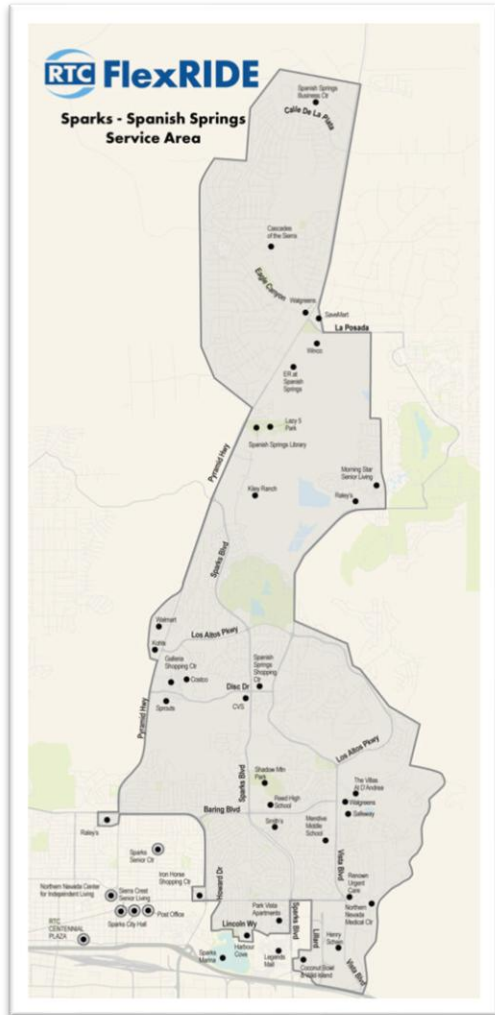 RTC FlexRIDE
Sparks - Spanish Springs
Service Area
Spanish Springs
Business Ctr
Calle De La Plata
Cascades
of the Sierra
Eagle Canyon
Walgreens
SaveMart
La Posada
Winco
ER at
Spanish
Springs
Lazy 5
Park
Spanish Springs Library
Pyramid Hwy
Morning Star
Senior Living
Kiley Ranch
Raley's
Sparks Blvd
Walmart
Los Altos Pkwy
Kohls
Galleria
Shopping Ctr
Spanish
Springs
Shopping
Ctr
Costco
Disc Dr
Sprouts
CVS
Pyramid Hwy
Los Altos Pkwy
Sparks Blvd
Shadow Mtn
Park
The Villas
At D'Andrea
Reed High
School
Walgreens
Baring Blvd
Safeway
Raley's
Smith's
Mendive
Middle
School
Sparks
Senior Ctr
Vista Blvd
Iron Horse
Shopping Ctr
Howard Dr
Renown
Urgent
Care
Northern Nevada Center
for Independent Living
Sierra Crest
Senior Living
Post Office
Sparks City Hall
Park Vista
Apartments
Sparks Blvd
Northern
Nevada
Medical Ctr
RTC
CENTENNIAL
PLAZA
Lincoln Wy
Lillard
Harbour
Cove
Henry
Schein
Sparks
Marina
Legends
Mall
Coconut Bowl
& Wild Island
Vista Blvd